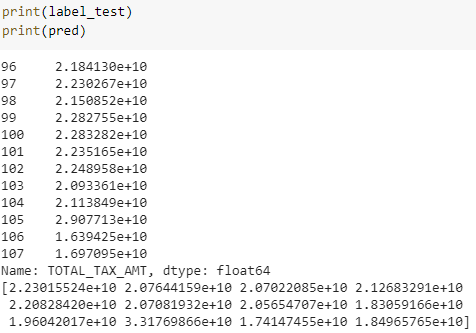 print(label_test)
print(pred)
96     2.184130e+10
97     2.230267e+10
98     2.150852e+10
99     2.282755e+10
100    2.283282e+10
101    2.235165e+10
102    2.248958e+10
103    2.093361e+10
104    2.113849e+10
105    2.907713e+10
106    1.639425e+10
107    1.697095e+10
Name: TOTAL_TAX_AMT, dtype: float64
[2.23015524e+10 2.07644159e+10 2.07022085e+10 2.12683291e+10
 2.20828420e+10 2.07081932e+10 2.05654707e+10 1.83059166e+10
 1.96042017e+10 3.31769866e+10 1.74147455e+10 1.84965765e+10]